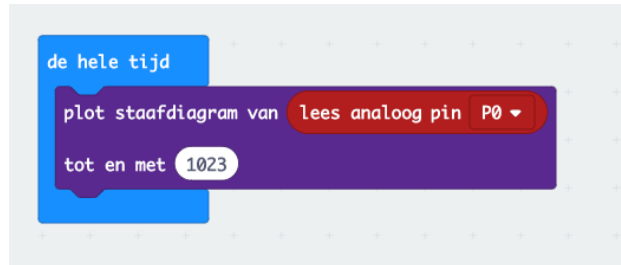 de hele tijd
plot staafdiagram van lees analoog pin P0
tot en met 1023